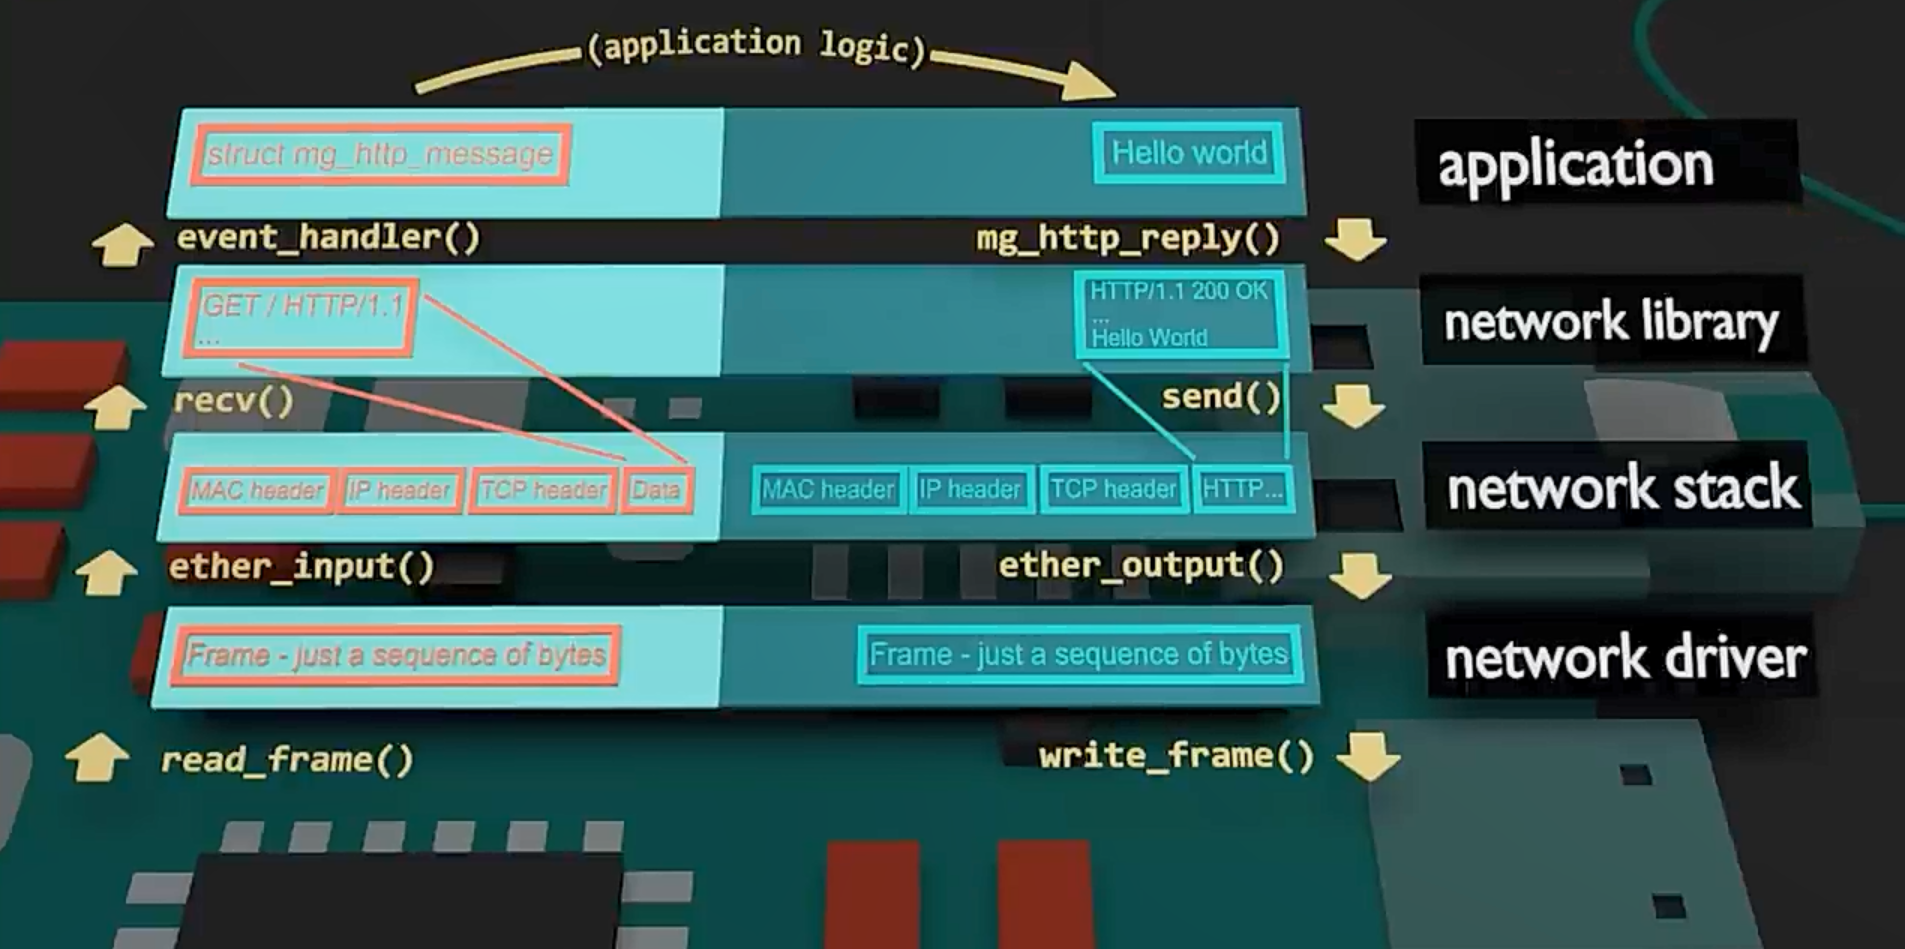 (application logic)
struct mg_http_message
Hello world
application
event_handler()
mg_http_reply()
GET / HTTP/1.1
...
HTTP/1.1 200 OK
...
Hello World
network library
recv()
send()
MAC header
IP header
TCP header
Data
MAC header
IP header
TCP header
HTTP...
network stack
ether_input()
ether_output()
Frame - just a sequence of bytes
Frame - just a sequence of bytes
network driver
read_frame()
write_frame()